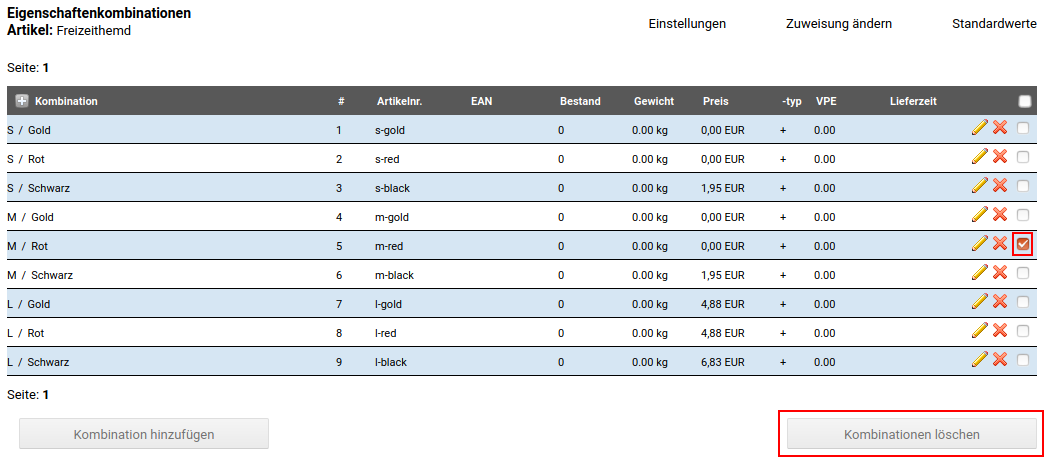 Eigenschaftenkombinationen
Artikel: Freizeithemd
Einstellungen Zuweisung ändern Standardwerte
Seite: 1
Kombination # Artikelnr. EAN Bestand Gewicht Preis -typ VPE Lieferzeit
S / Gold 1 s-gold 0 0.00 kg 0,00 EUR + 0.00
S / Rot 2 s-red 0 0.00 kg 0,00 EUR + 0.00
S / Schwarz 3 s-black 0 0.00 kg 1,95 EUR + 0.00
M / Gold 4 m-gold 0 0.00 kg 0,00 EUR + 0.00
M / Rot 5 m-red 0 0.00 kg 0,00 EUR + 0.00
M / Schwarz 6 m-black 0 0.00 kg 1,95 EUR + 0.00
L / Gold 7 l-gold 0 0.00 kg 4,88 EUR + 0.00
L / Rot 8 l-red 0 0.00 kg 4,88 EUR + 0.00
L / Schwarz 9 l-black 0 0.00 kg 6,83 EUR + 0.00
Seite: 1
Kombination hinzufügen Kombinationen löschen